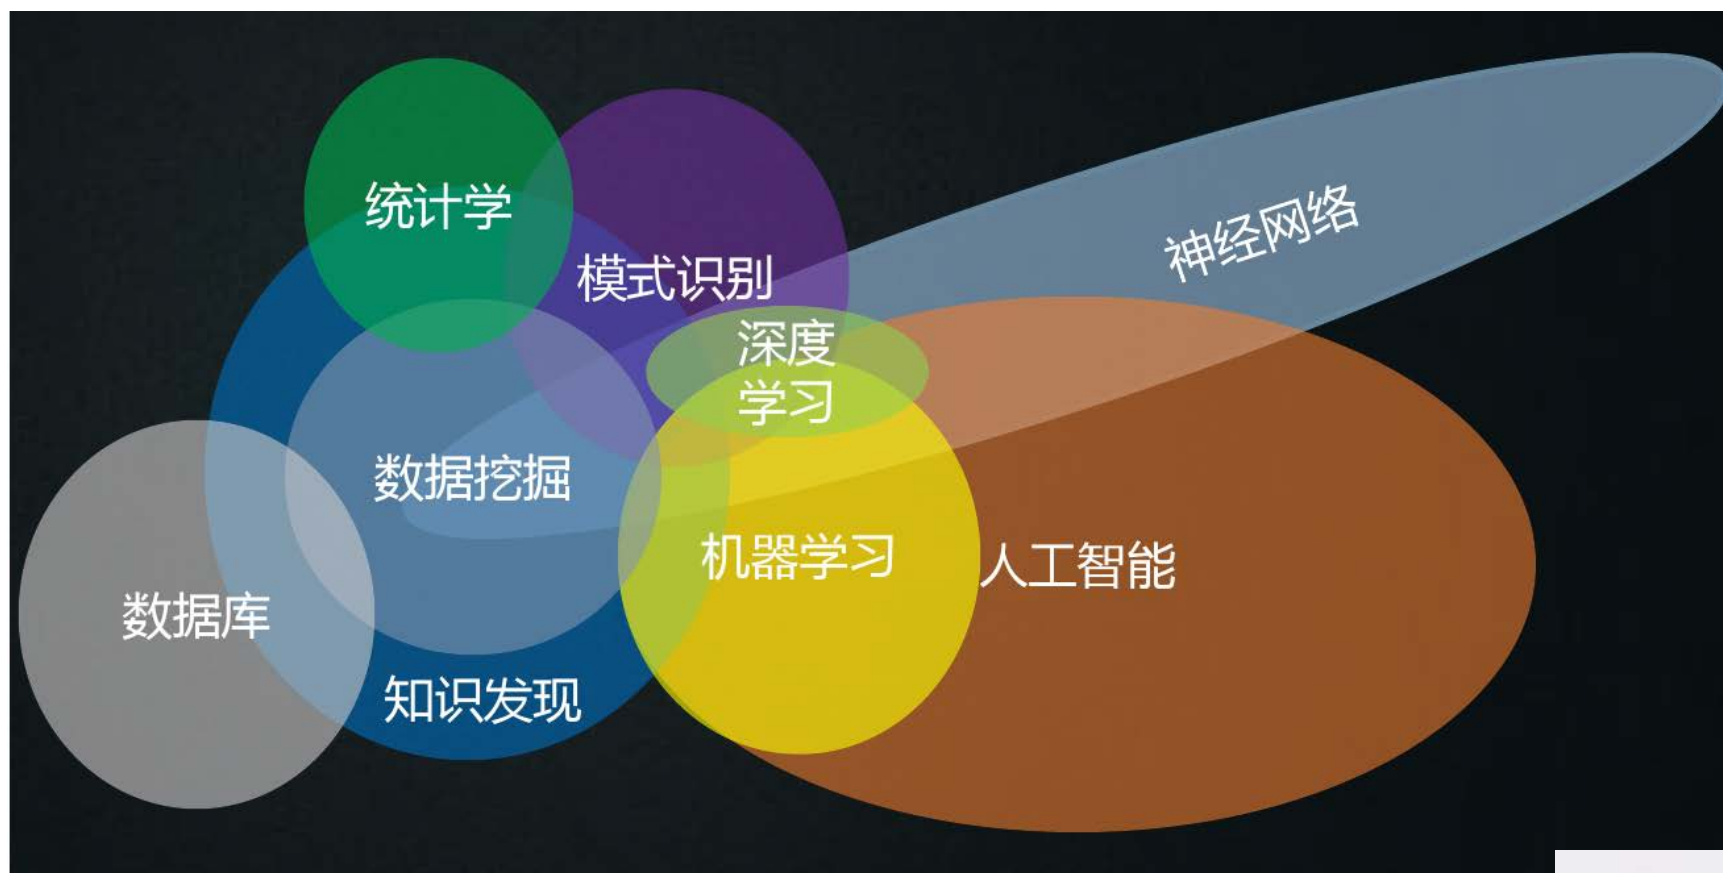 统计学
模式识别
神经网络
深度
学习
数据挖掘
机器学习
人工智能
数据库
知识发现